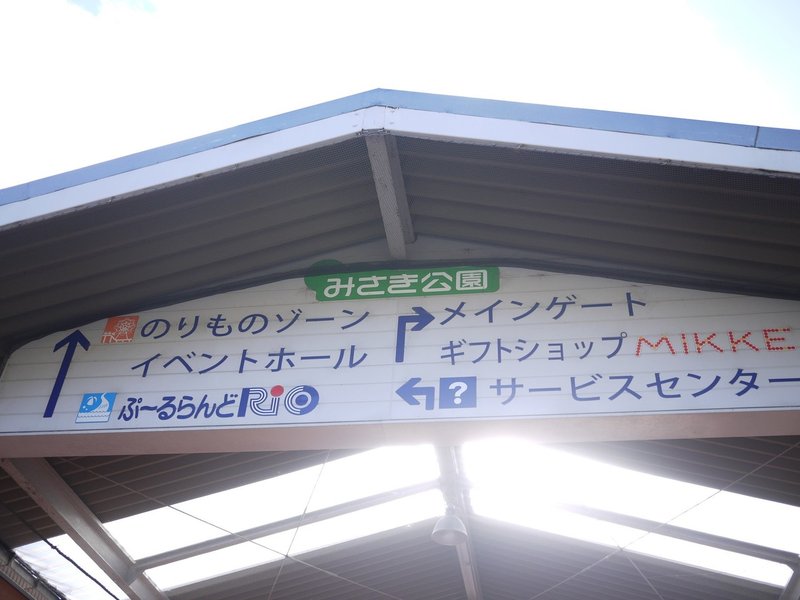 みさき公園
のりものゾーン
イベントホール
ぷ～るらんどRiO
メインゲート
ギフトショップ MIKKE
? サービスセンター